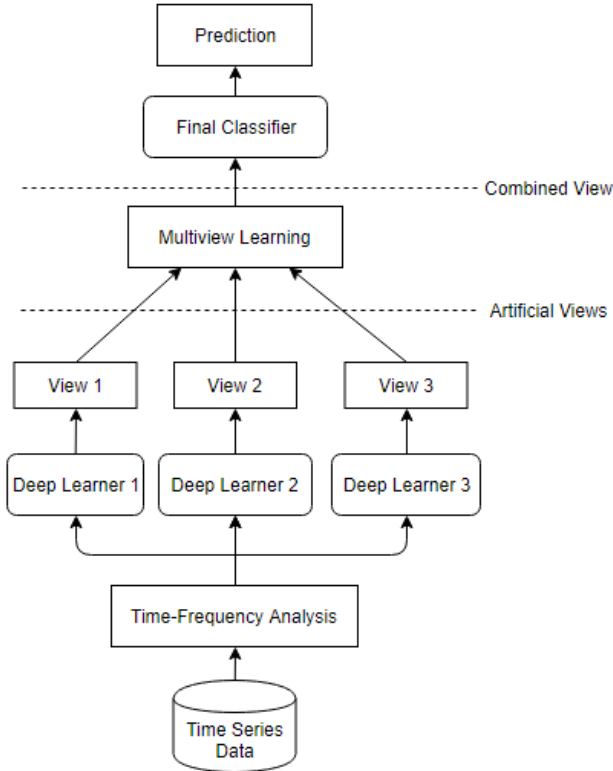 Prediction
Final Classifier
Combined View
Multiview Learning
Artificial Views
View 1
View 2
View 3
Deep Learner 1
Deep Learner 2
Deep Learner 3
Time-Frequency Analysis
Time Series
Data